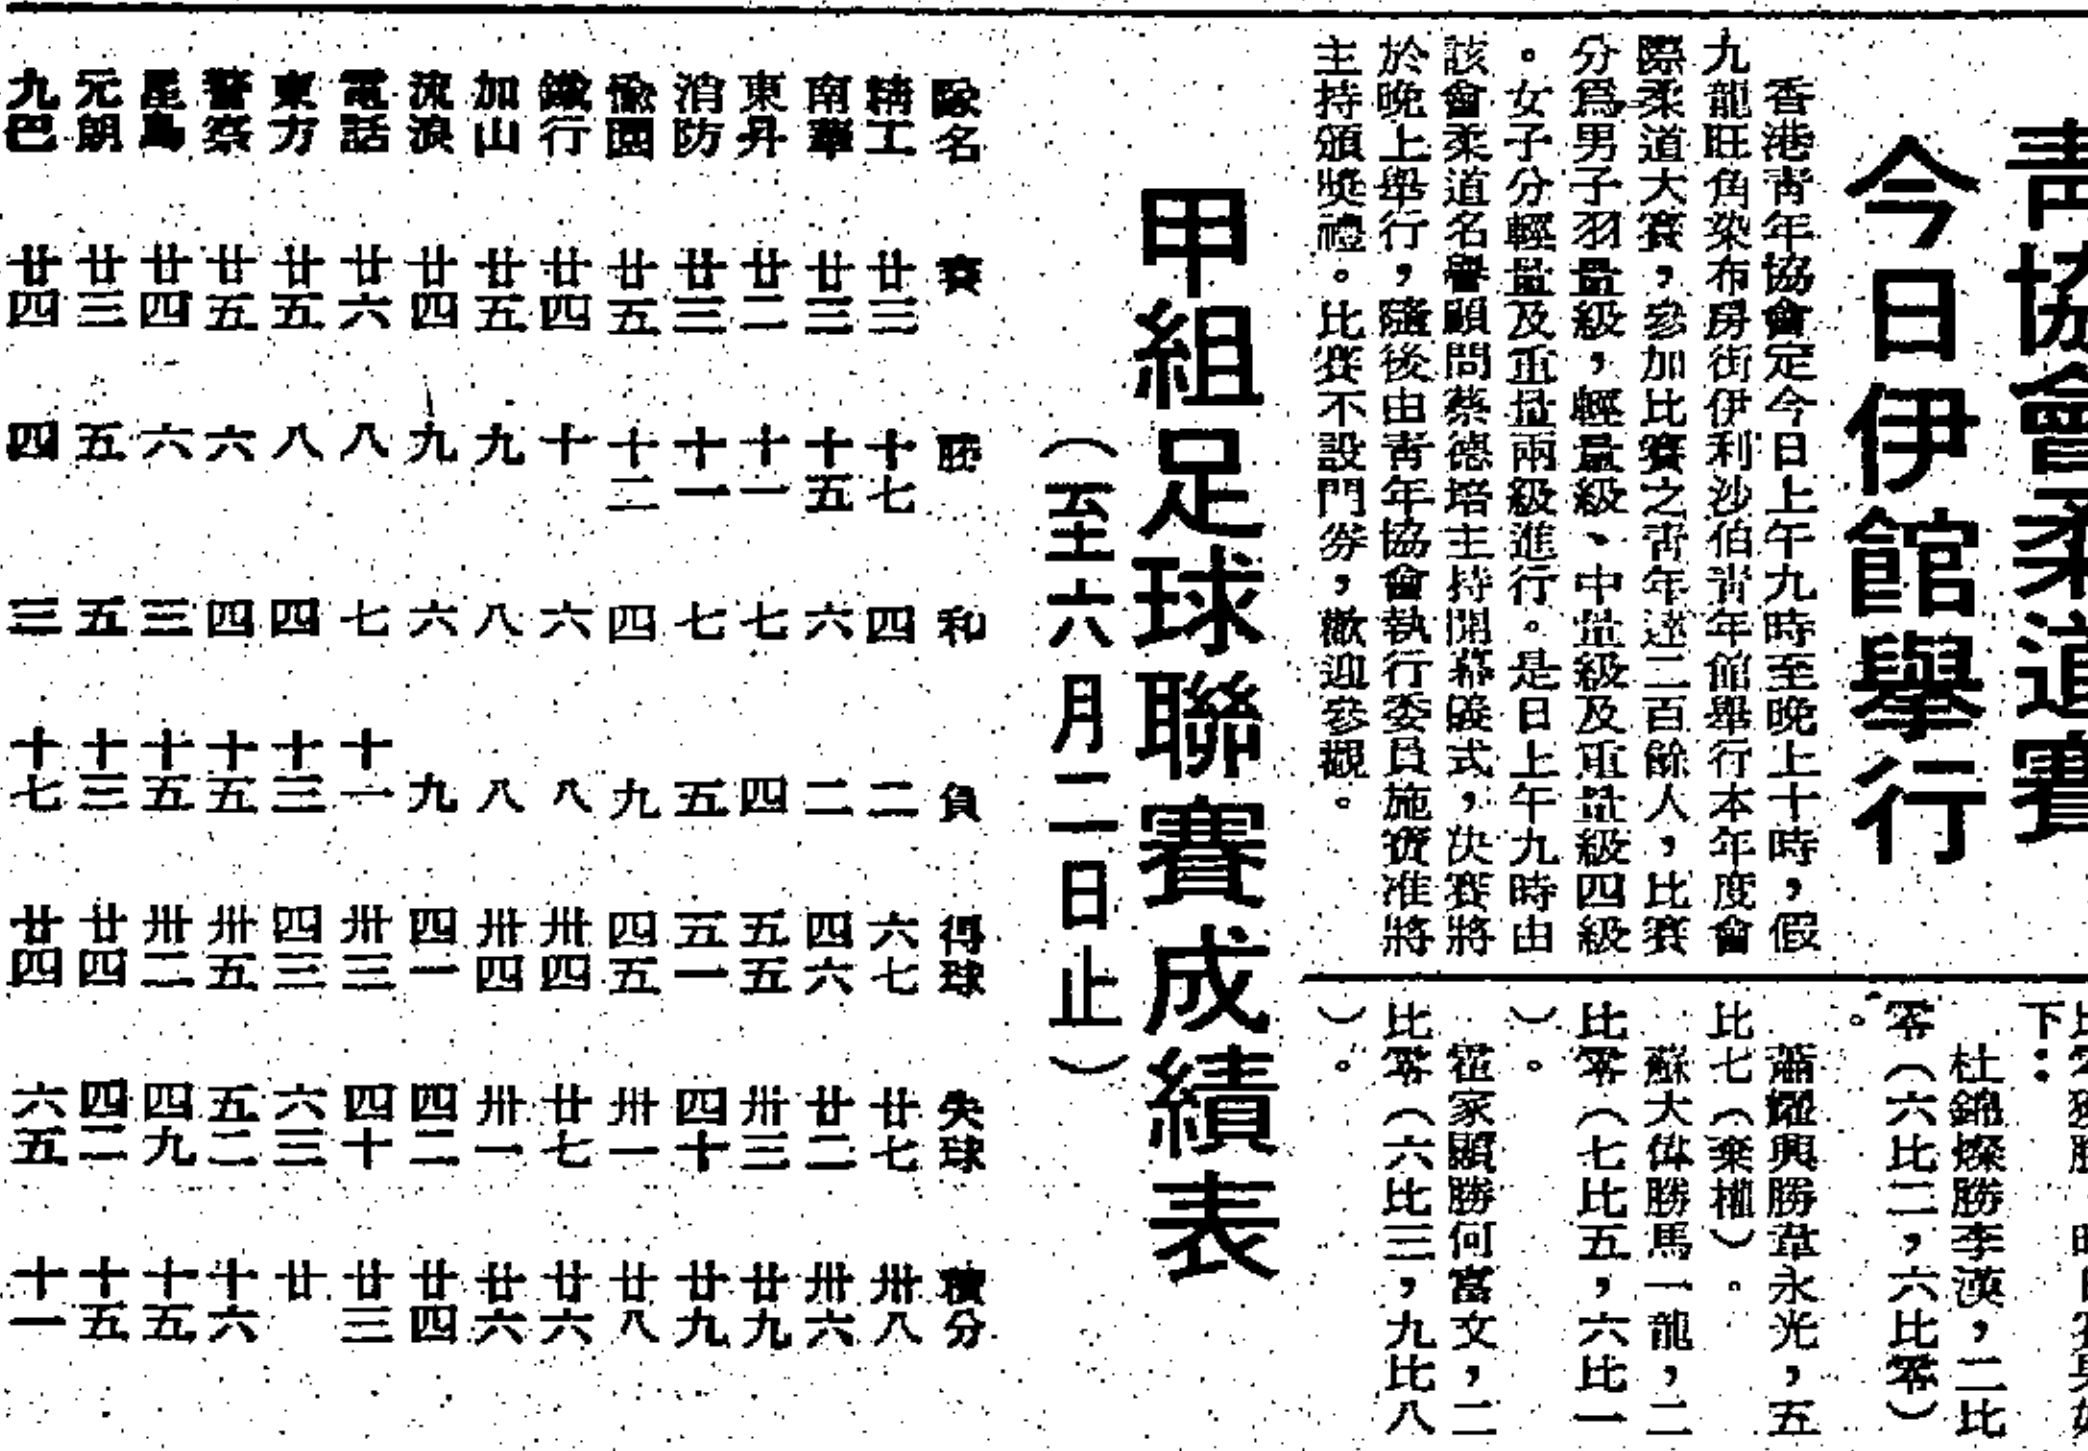 青協會柔道賽
今日伊館舉行
香港青年協會定今日上午九時至晚上十時，假
九龍旺角染布房街伊利沙伯青年館舉行本年度會
際柔道大賽，參加比賽之青年達二百餘人，比賽
分爲男子羽量級，輕量級、中量級及重量級四級
。女子分輕量及重量兩級進行。是日上午九時由
該會柔道名譽顧問蔡德培主持開幕儀式，決賽將
於晚上舉行，隨後由青年協會執行委員施寶准將
主持頒獎禮。比賽不設門券，歡迎參觀。
下：
杜錦燦勝李漢，二比
零（六比二，六比零）
。
蕭耀興勝韋永光，五
比七（棄權）。
蘇大偉勝馬一龍，二
比零（七比五，六比一
）。
霍家顯勝何富文，二
比零（六比三，九比八
）。
甲組足球聯賽成績表
（至六月二日止）
隊名 賽 勝 和 負 得球 失球 積分
精工 廿三 十七 四 二 六七 廿七 卅八
南華 廿三 十五 六 二 四六 廿二 卅六
東昇 廿二 十一 七 四 五五 卅三 廿九
消防 廿三 十一 七 五 五一 四十 廿九
愉園 廿五 十二 四 九 四五 卅一 廿八
鐵行 廿四 十 六 八 卅四 廿七 廿六
加山 廿五 九 八 八 卅四 卅一 廿六
流浪 廿四 九 六 九 四一 四二 廿四
電話 廿六 八 七 十一 卅三 四十 廿三
東方 廿五 八 四 十三 四三 六三 廿
警察 廿五 六 四 十五 卅五 五二 十六
星島 廿四 六 三 十五 卅二 四九 十五
元朗 廿三 五 五 十三 廿四 四二 十五
九巴 廿四 四 三 十七 廿四 六五 十一